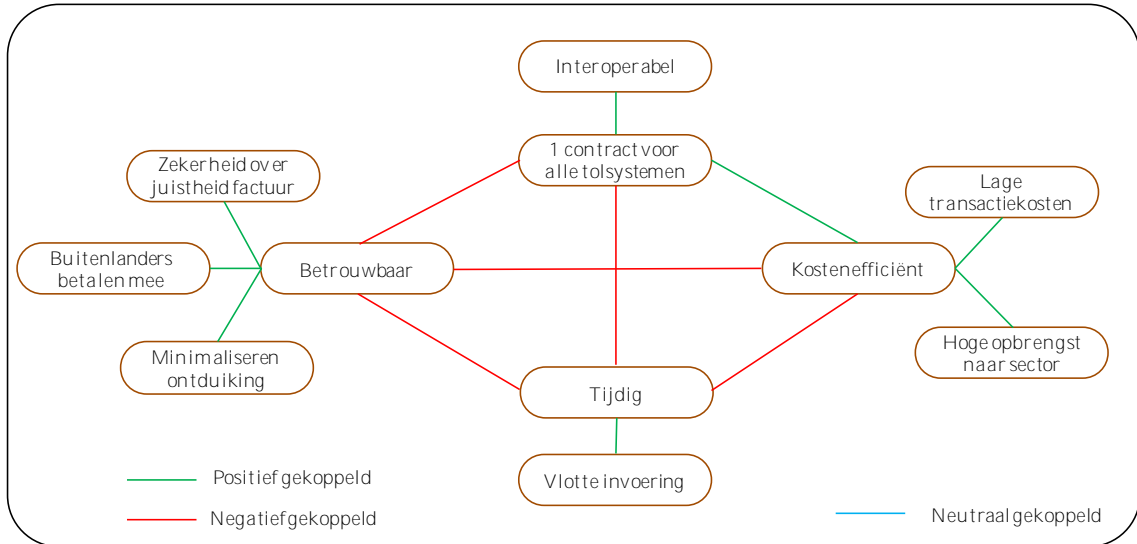 Interoperabel
1 contract voor
alle tolsystemen
Zekerheid over
juistheid factuur
Lage
transactiekosten
Buitenlanders
betalen mee
Betrouwbaar
Kostenefficiënt
Minimaliseren
ontduiking
Hoge opbrengst
naar sector
Tijdig
Vlotte invoering
Positief gekoppeld
Negatief gekoppeld
Neutraal gekoppeld